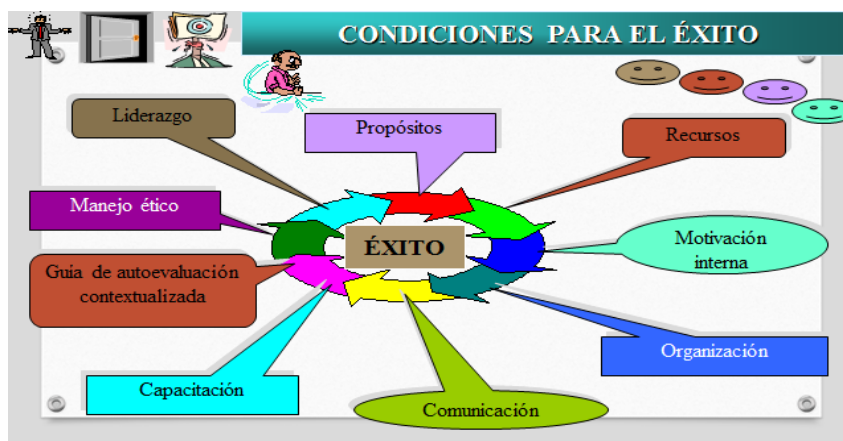 CONDICIONES PARA EL ÉXITO
Liderazgo
Propósitos
Recursos
Manejo ético
ÉXITO
Motivación
interna
Guia de autoevaluación
contextualizada
Organización
Capacitación
Comunicación